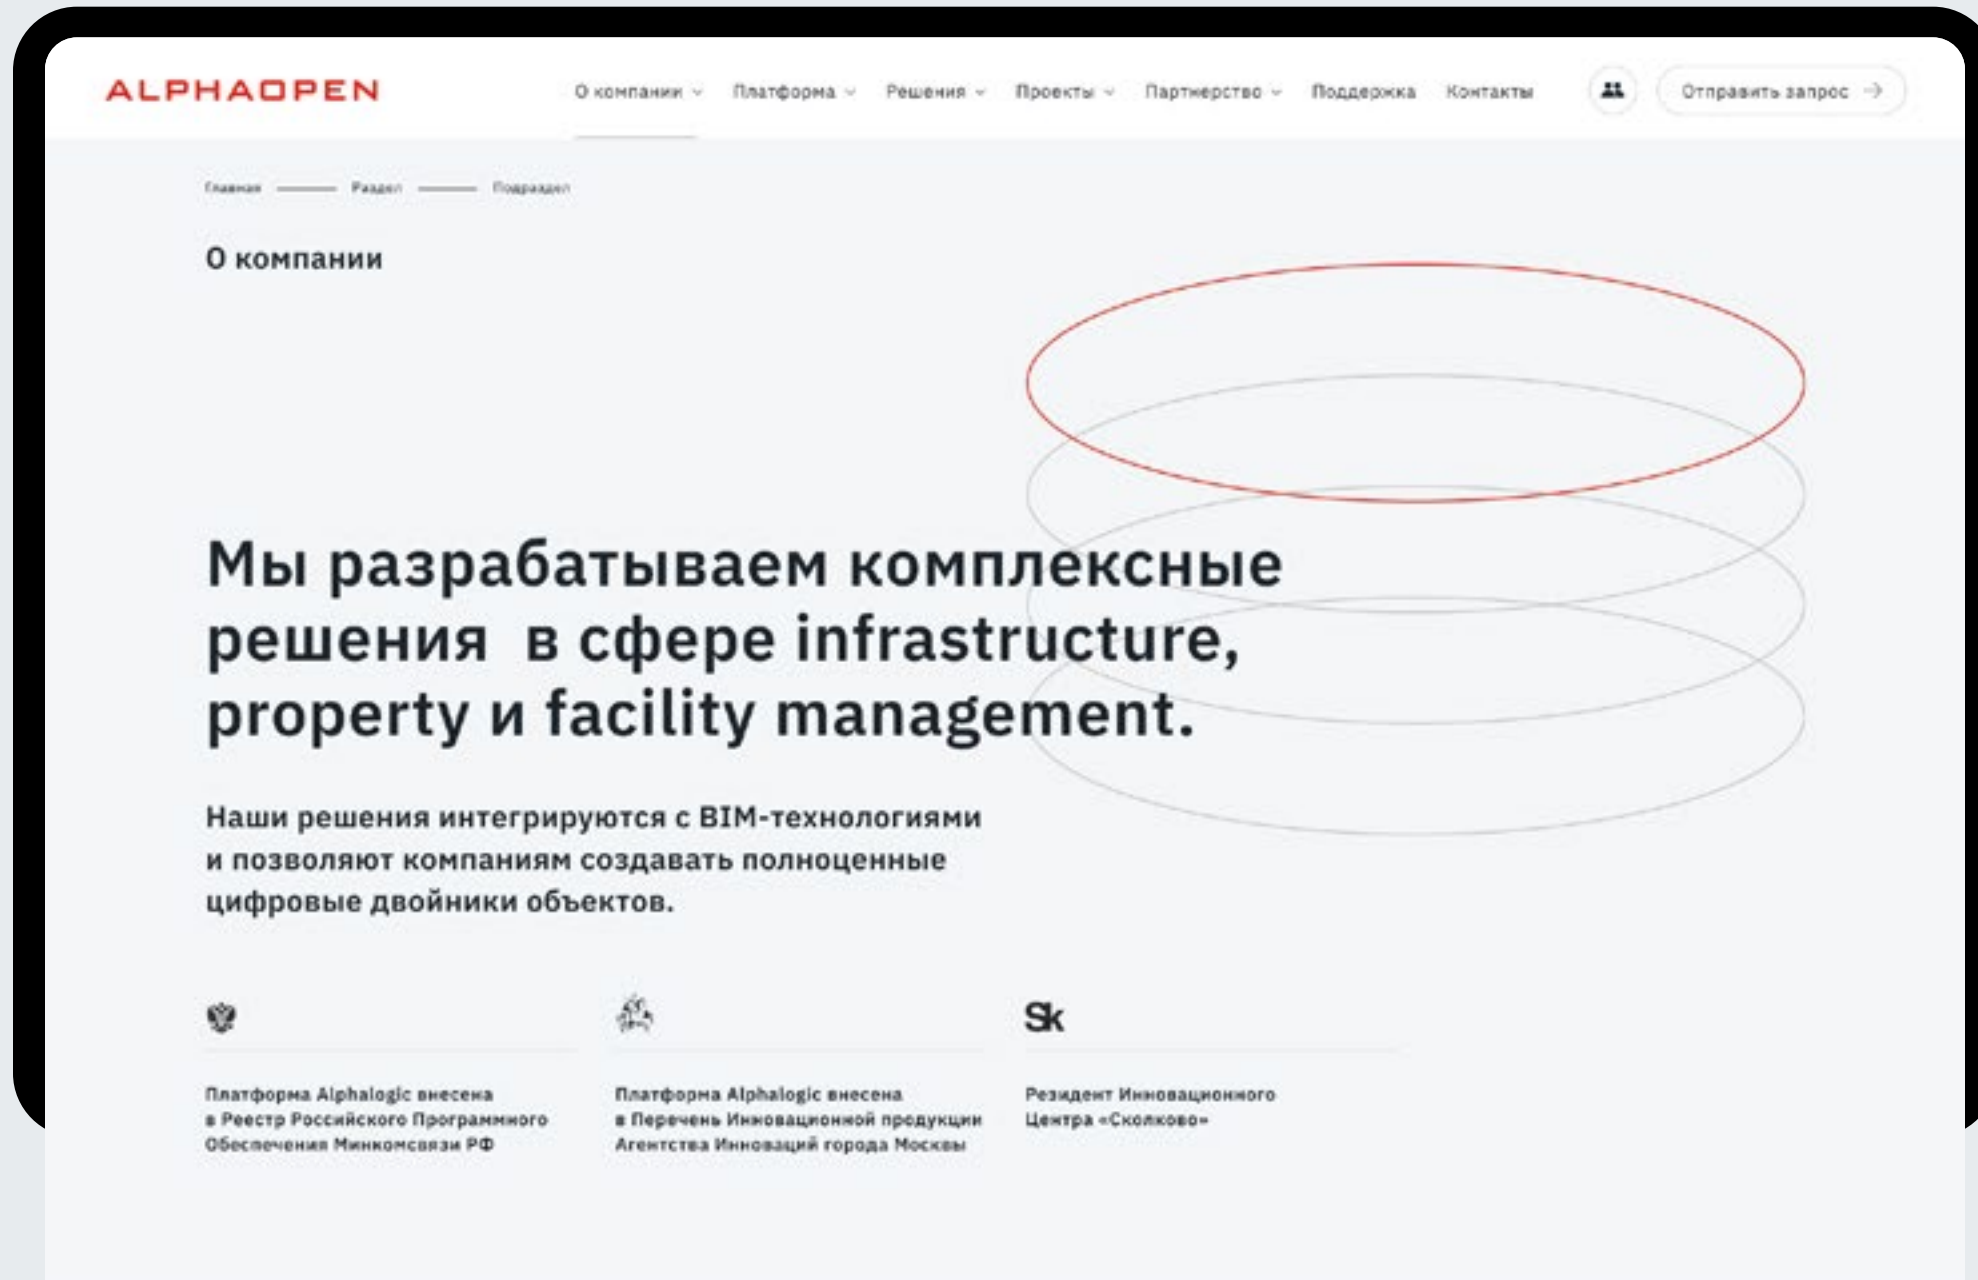 ALPHAOPEN
О компании
Платформа
Решения
Проекты
Партнерство
Поддержка
Контакты
Отправить запрос
Главная
Раздел
Подраздел
О компании
Мы разрабатываем комплексные
решения в сфере infrastructure,
property и facility management.
Наши решения интегрируются с BIM-технологиями
и позволяют компаниям создавать полноценные
цифровые двойники объектов.
Платформа Alphalogic внесена
в Реестр Российского Программного
Обеспечения Минкомсвязи РФ
Платформа Alphalogic внесена
в Перечень Инновационной продукции
Агентства Инноваций города Москвы
Sk
Резидент Инновационного
Центра «Сколково»